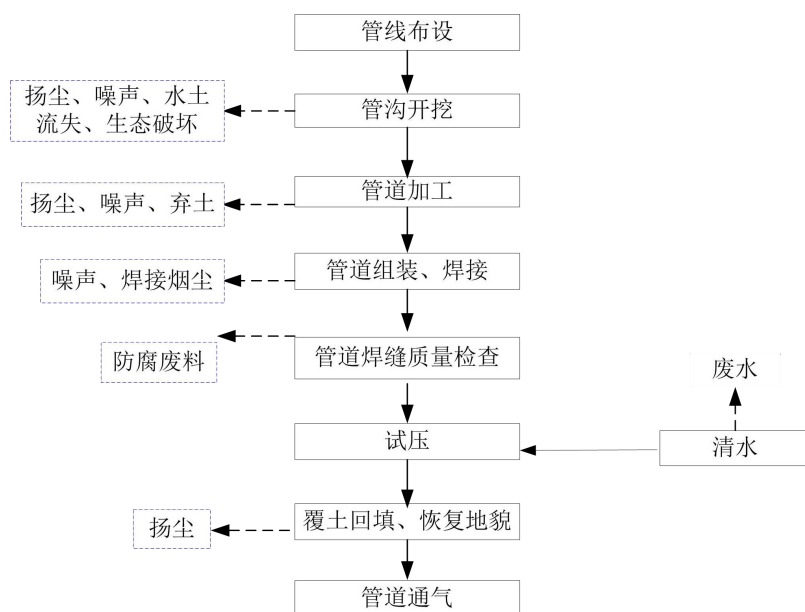 管线布设
扬尘、噪声、水土
流失、生态破坏
管沟开挖
管道加工
扬尘、噪声、弃土
管道组装、焊接
噪声、焊接烟尘
管道焊缝质量检查
防腐废料
废水
试压
清水
覆土回填、恢复地貌
扬尘
管道通气